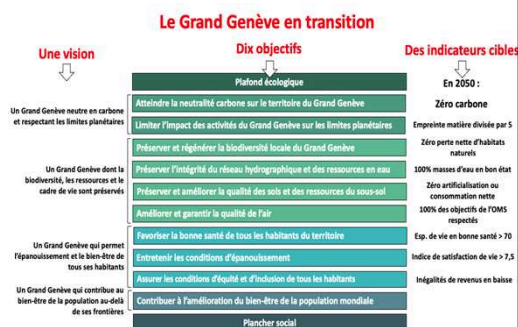 Le Grand Genève en transition
Une vision
Dix objectifs
Des indicateurs cibles
Plafond écologique
En 2050 :
Un Grand Genève neutre en carbone
et respectant les limites planétaires
Atteindre la neutralité carbone sur le territoire du Grand Genève
Zéro carbone
Limiter l'impact des activités du Grand Genève sur les limites planétaires
Empreinte matière divisée par 5
Un Grand Genève dont la
biodiversité, les ressources et le
cadre de vie sont préservés
Préserver et régénérer la biodiversité locale du Grand Genève
Zéro perte nette d'habitats
naturels
Préserver l'intégrité du réseau hydrographique et des ressources en eau
100% masses d'eau en bon état
Préserver et améliorer la qualité des sols et des ressources du sous-sol
Zéro artificialisation ou
consommation nette
Améliorer et garantir la qualité de l'air
100% des objectifs de l'OMS
respectés
Un Grand Genève qui permet
l'épanouissement et le bien-être de
tous ses habitants
Favoriser la bonne santé de tous les habitants du territoire
Esp. de vie en bonne santé > 70
Entretenir les conditions d'épanouissement
Indice de satisfaction de vie > 7,5
Assurer les conditions d'équité et d'inclusion de tous les habitants
Inégalités de revenus en baisse
Un Grand Genève qui contribue au
bien-être de la population au-delà
de ses frontières
Contribuer à l'amélioration du bien-être de la population mondiale
Plancher social